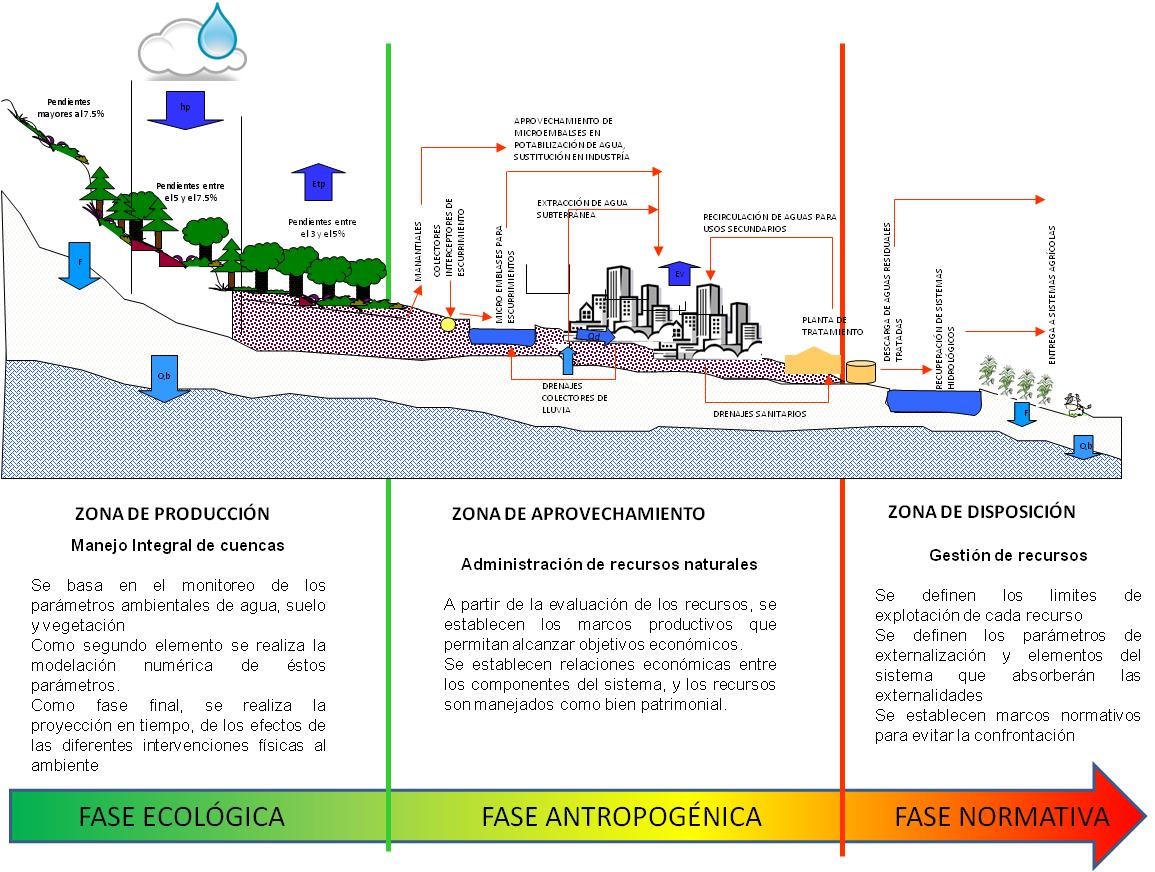 Pendientes
mayores al 7.5%
hp
Pendientes entre
el 5 y el 7.5%
Etp
Pendientes entre
el 3 y el 5%
F
Q,b
MANANTIALES
COLECTORES
INTERCEPTORES DE
ESCURRIMIENTO
MICRO EMBLASES PARA
ESCURRIMIENTOS
APROVECHAMIENTO DE
MICROEMBALSES EN
POTABILIZACIÓN DE AGUA,
SUSTITUCIÓN EN INDUSTRÍA
EXTRACCIÓN DE AGUA
SUBTERRÁNEA
RECIRCULACIÓN DE AGUAS PARA
USOS SECUNDARIOS
Ev
DRENAJES
COLECTORES DE
LLUVIA
DRENAJES SANITARIOS
PLANTA DE
TRATAMIENTO
DESCARGA DE AGUAS RESIDUALES
TRATADAS
RECUPERACIÓN DE SISTEMAS
HIDROLÓGICOS
ENTREGA A SISTEMAS AGRÍCOLAS
F
Q,b
ZONA DE PRODUCCIÓN
Manejo Integral de cuencas
Se basa en el monitoreo de los
parámetros ambientales de agua, suelo
y vegetación
Como segundo elemento se realiza la
modelación numérica de éstos
parámetros.
Como fase final, se realiza la
proyección en tiempo, de los efectos de
las diferentes intervenciones físicas al
ambiente
ZONA DE APROVECHAMIENTO
Administración de recursos naturales
A partir de la evaluación de los recursos, se
establecen los marcos productivos que
permitan alcanzar objetivos económicos.
Se establecen relaciones económicas entre
los componentes del sistema, y los recursos
son manejados como bien patrimonial.
ZONA DE DISPOSICIÓN
Gestión de recursos
Se definen los limites de
explotación de cada recurso
Se definen los parámetros de
externalización y elementos del
sistema que absorberán las
externalidades
Se establecen marcos normativos
para evitar la confrontación
FASE ECOLÓGICA
FASE ANTROPOGÉNICA
FASE NORMATIVA